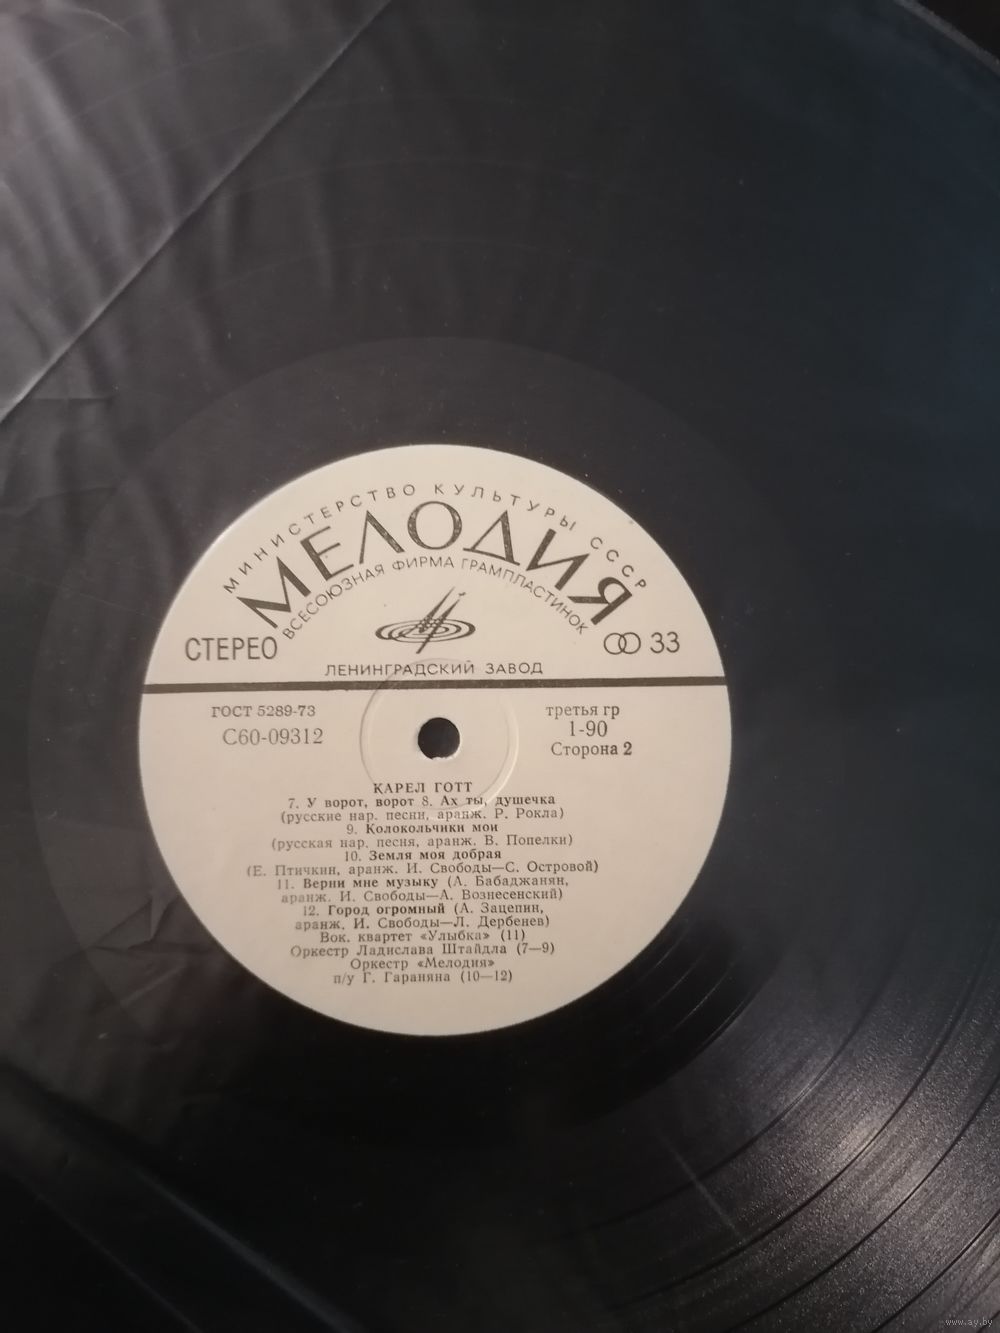 МИНИСТЕРСТВО КУЛЬТУРЫ СССР
МЕЛОДИЯ
ВСЕСОЮЗНАЯ ФИРМА ГРАМПЛАСТИНОК
СТЕРЕО
33
ЛЕНИНГРАДСКИЙ ЗАВОД
ГОСТ 5289-73
С60-09312
третья гр
1-90
Сторона 2
КАРЕЛ ГОТТ
7. У ворот, ворот 8. Ах ты, душечка
(русские нар. песни, аранж. Р. Рокла)
9. Колокольчики мои
(русская нар. песня, аранж. В. Попелки)
10. Земля моя добрая
(Е. Птичкин, аранж. И. Свободы—С. Островой)
11. Верни мне музыку (А. Бабаджанян,
аранж. И. Свободы—А. Вознесенский)
12. Город огромный (А. Зацепин,
аранж. И. Свободы—Л. Дербенев)
Вок. квартет «Улыбка» (11)
Оркестр Ладислава Штайдла (7—9)
Оркестр «Мелодия»
п/у Г. Гараняна (10—12)
www.ay.by